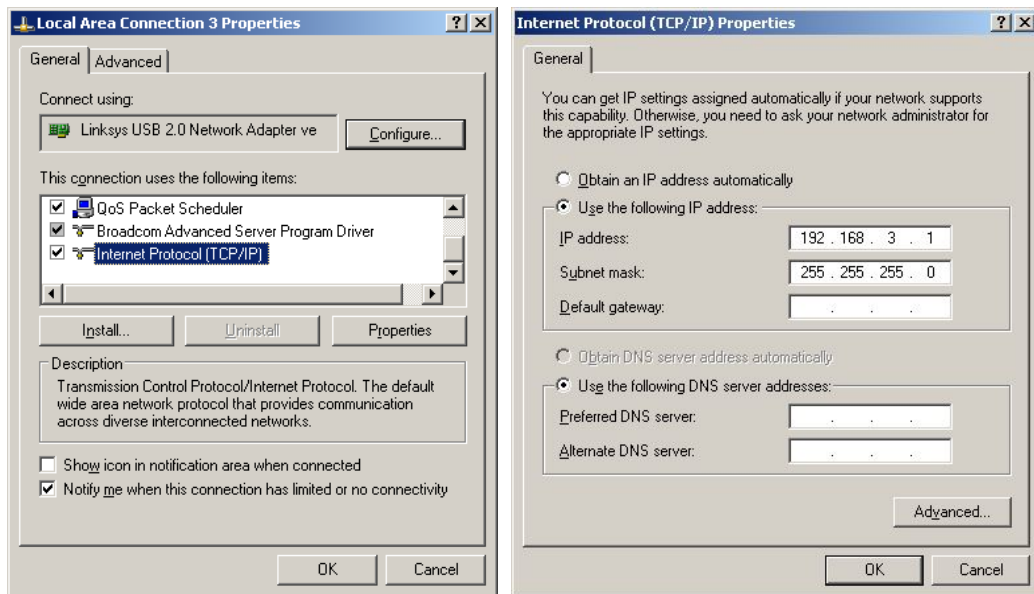 Local Area Connection 3 Properties
General
Advanced
Connect using:
Linksys USB 2.0 Network Adapter ve
Configure...
This connection uses the following items:
QoS Packet Scheduler
Broadcom Advanced Server Program Driver
Internet Protocol (TCP/IP)
Install...
Uninstall
Properties
Description
Transmission Control Protocol/Internet Protocol. The default
wide area network protocol that provides communication
across diverse interconnected networks.
Show icon in notification area when connected
Notify me when this connection has limited or no connectivity
OK
Cancel
Internet Protocol (TCP/IP) Properties
General
You can get IP settings assigned automatically if your network supports
this capability. Otherwise, you need to ask your network administrator for
the appropriate IP settings.
Obtain an IP address automatically
Use the following IP address:
IP address: 192 . 168 . 3 . 1
Subnet mask: 255 . 255 . 255 . 0
Default gateway: . . .
Obtain DNS server address automatically
Use the following DNS server addresses:
Preferred DNS server: . . .
Alternate DNS server: . . .
Advanced...
OK
Cancel